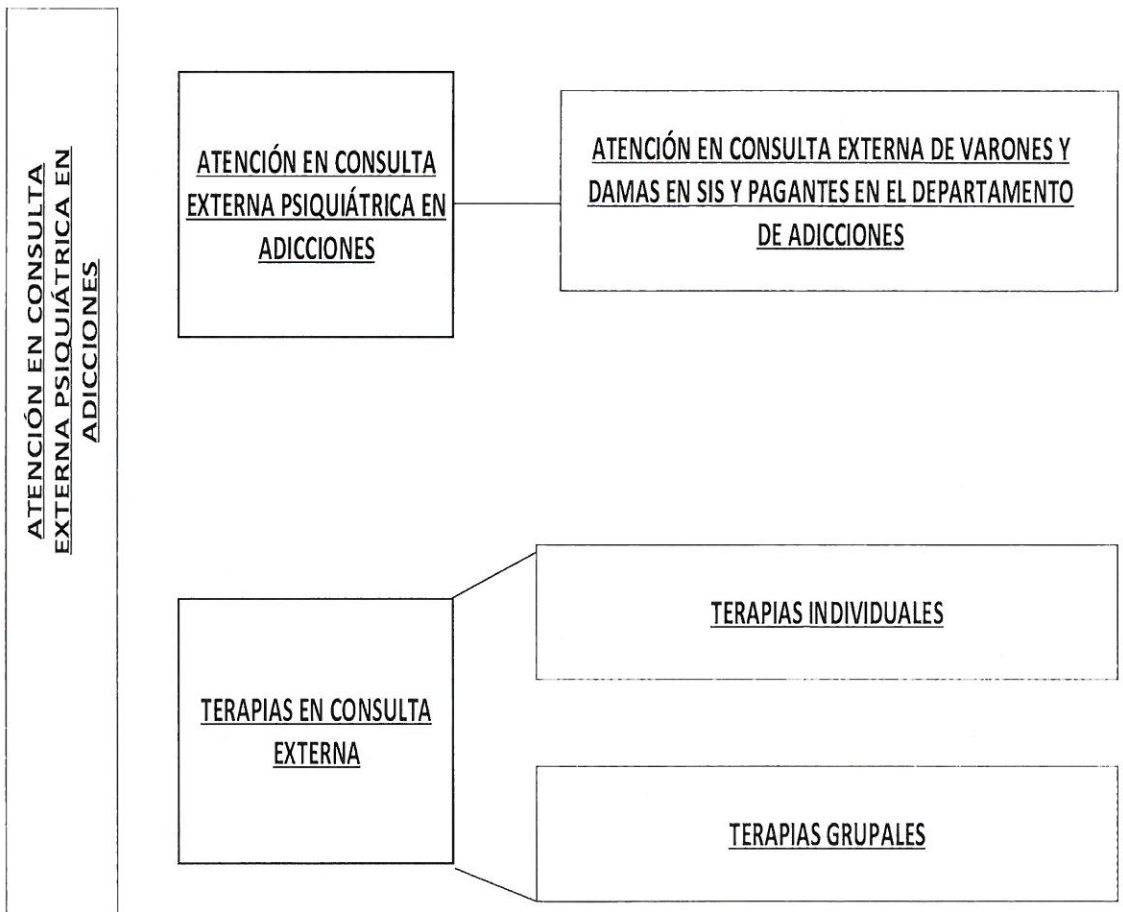 ATENCIÓN EN CONSULTA
EXTERNA PSIQUIÁTRICA EN
ADICCIONES
ATENCIÓN EN CONSULTA
EXTERNA PSIQUIÁTRICA EN
ADICCIONES
ATENCIÓN EN CONSULTA EXTERNA DE VARONES Y
DAMAS EN SIS Y PAGANTES EN EL DEPARTAMENTO
DE ADICCIONES
TERAPIAS EN CONSULTA
EXTERNA
TERAPIAS INDIVIDUALES
TERAPIAS GRUPALES